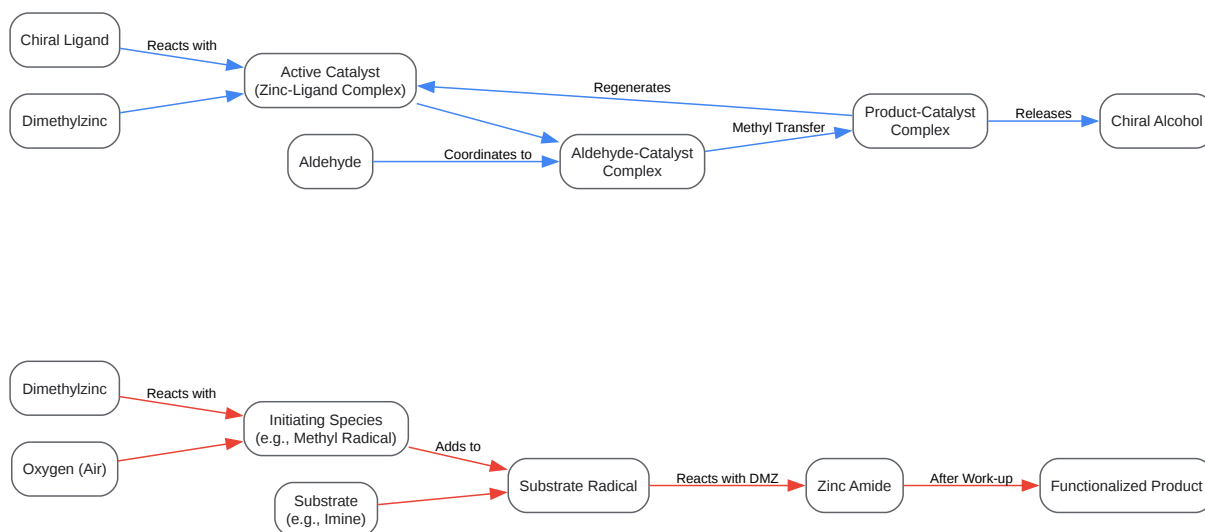 Chiral Ligand
Reacts with
Dimethylzinc
Active Catalyst
(Zinc-Ligand Complex)
Regenerates
Aldehyde
Coordinates to
Aldehyde-Catalyst
Complex
Methyl Transfer
Product-Catalyst
Complex
Releases
Chiral Alcohol
Dimethylzinc
Reacts with
Oxygen (Air)
Initiating Species
(e.g., Methyl Radical)
Adds to
Substrate
(e.g., Imine)
Substrate Radical
Reacts with DMZ
Zinc Amide
After Work-up
Functionalized Product